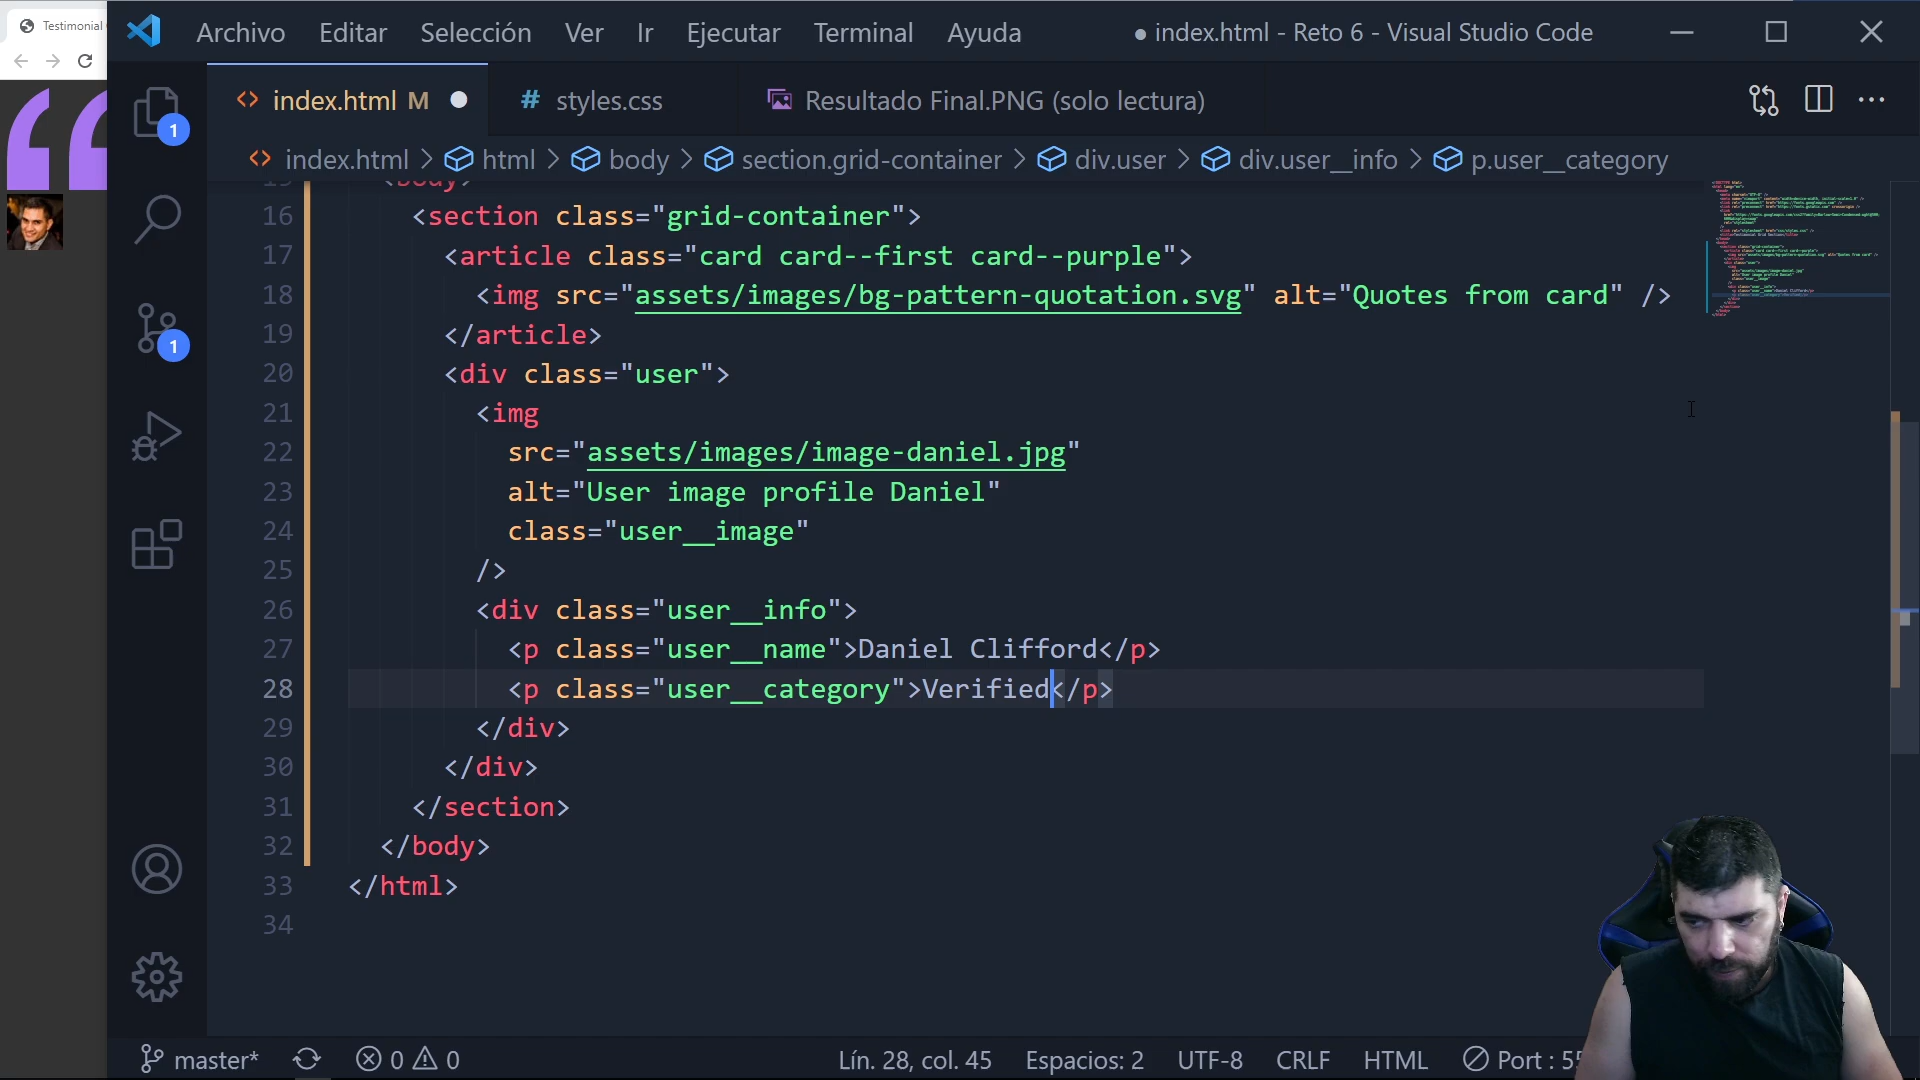 Testimonial
Archivo Editar Selección Ver Ir Ejecutar Terminal Ayuda
● index.html - Reto 6 - Visual Studio Code
<> index.html M ● # styles.css Resultado Final.PNG (solo lectura)
<> index.html > html > body > section.grid-container > div.user > div.user__info > p.user__category
15 <body>
16 <section class="grid-container">
17 <article class="card card--first card--purple">
18 <img src="assets/images/bg-pattern-quotation.svg" alt="Quotes from card" />
19 </article>
20 <div class="user">
21 <img
22 src="assets/images/image-daniel.jpg"
23 alt="User image profile Daniel"
24 class="user__image"
25 />
26 <div class="user__info">
27 <p class="user__name">Daniel Clifford</p>
28 <p class="user__category">Verified</p>
29 </div>
30 </div>
31 </section>
32 </body>
33 </html>
34
1
1
master* 0 0 Lín. 28, col. 45 Espacios: 2 UTF-8 CRLF HTML Port : 55